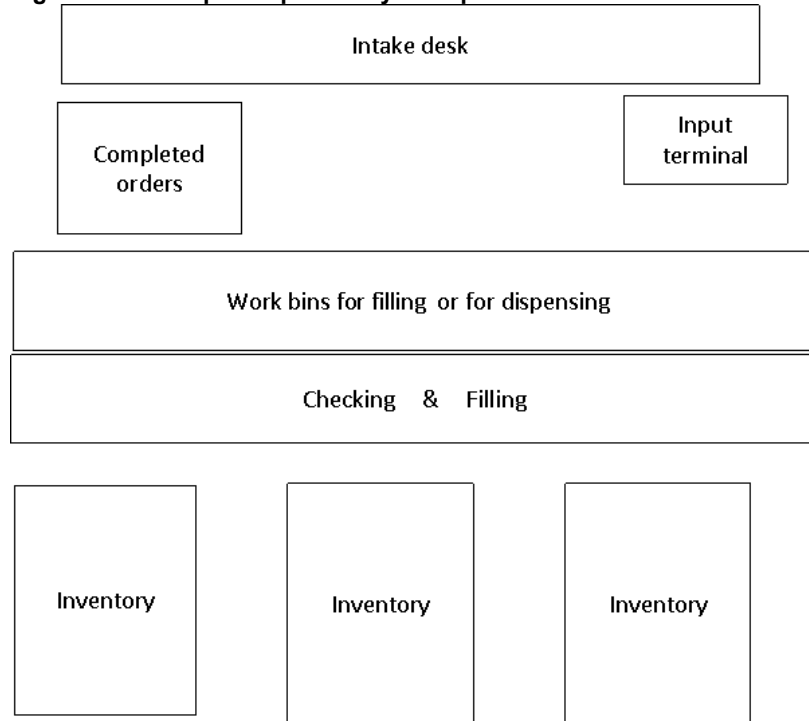 Intake desk
Completed
orders
Input
terminal
Work bins for filling or for dispensing
Checking & Filling
Inventory
Inventory
Inventory